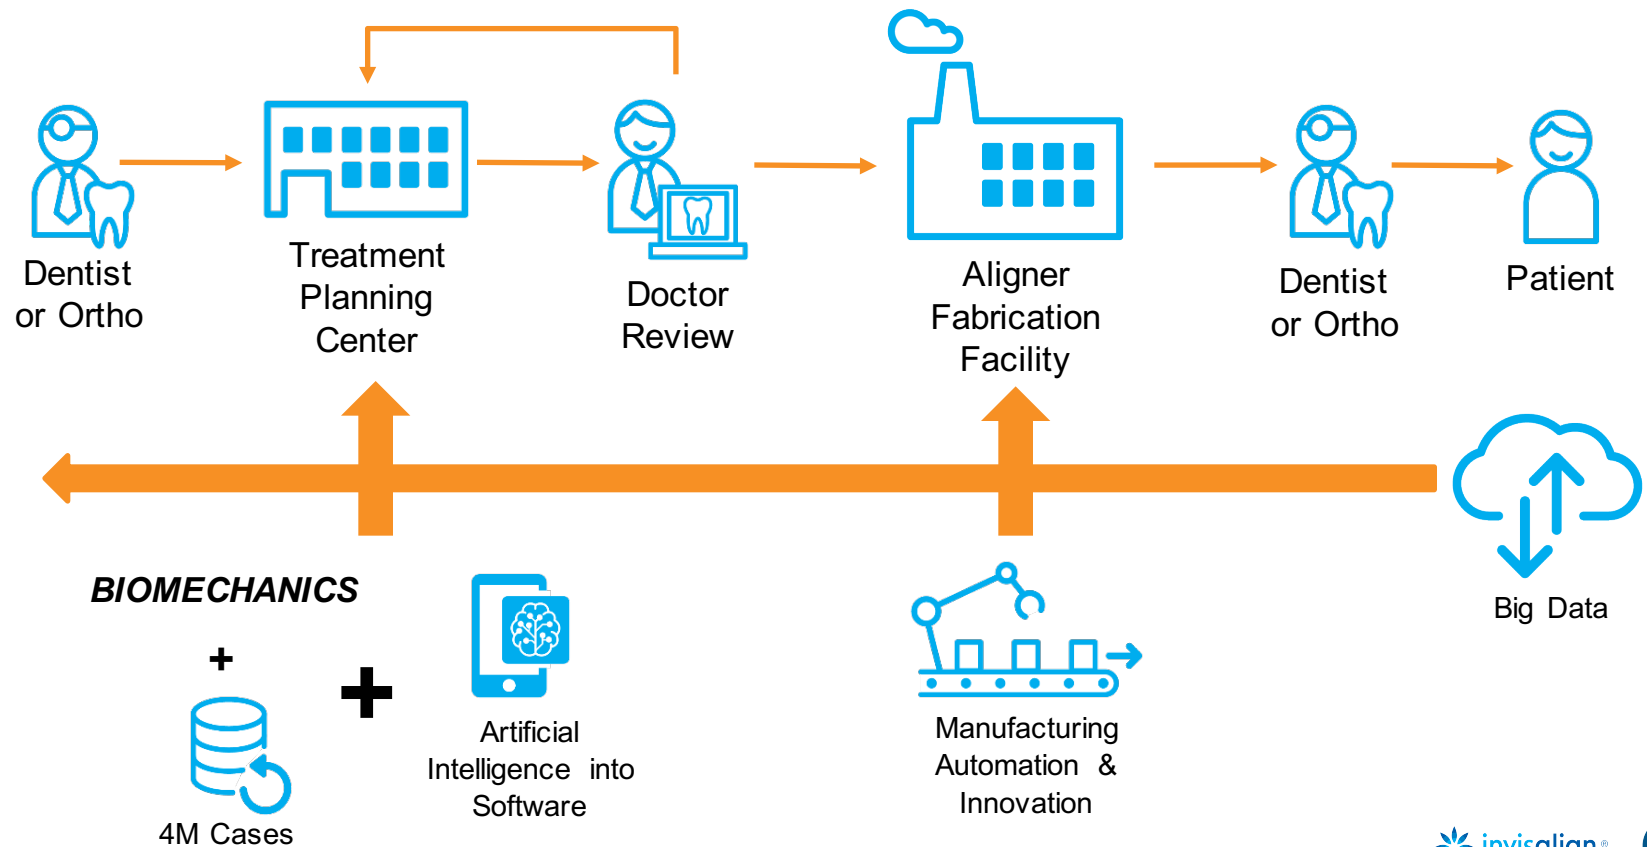 Dentist
or Ortho
Treatment
Planning
Center
Doctor
Review
Aligner
Fabrication
Facility
Dentist
or Ortho
Patient
BIOMECHANICS
+
+
4M Cases
Artificial
Intelligence into
Software
Manufacturing
Automation &
Innovation
Big Data
invisalign®